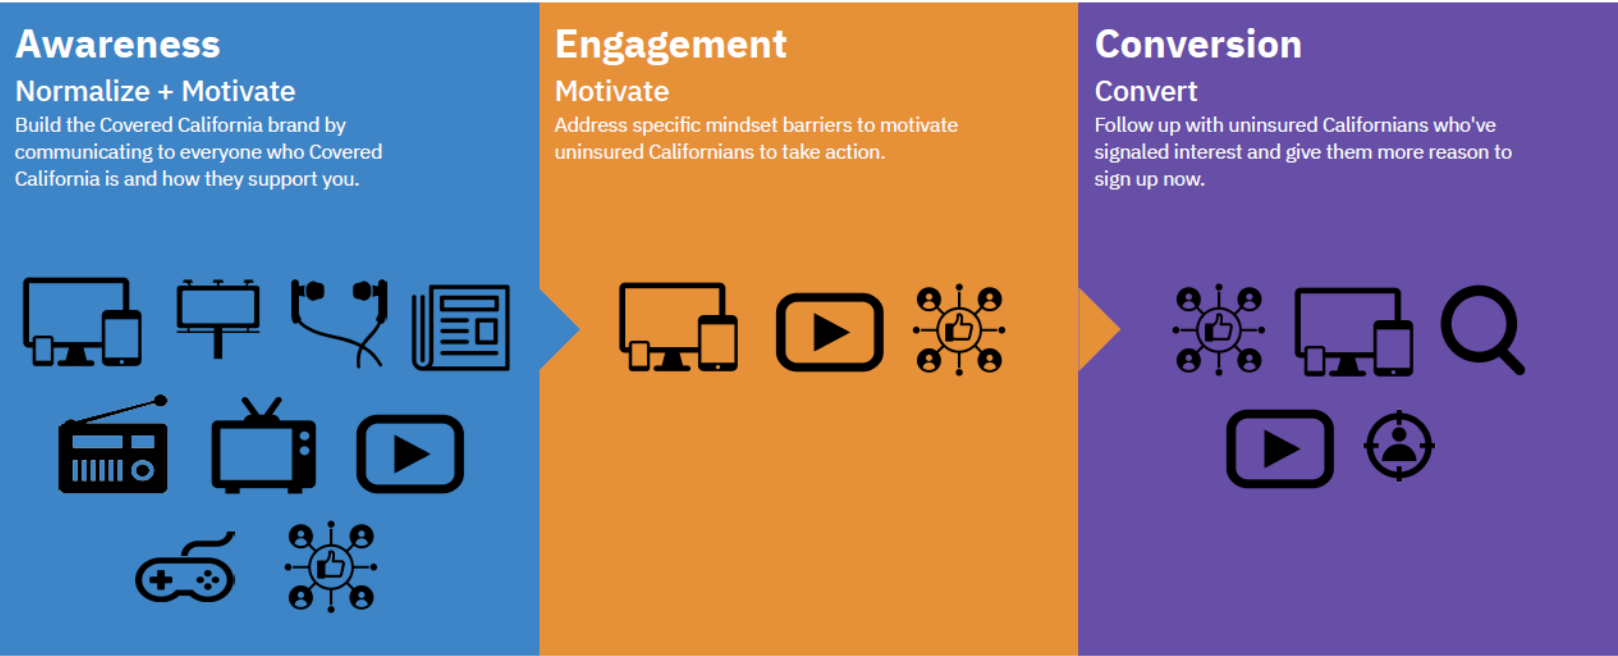 Awareness
Normalize + Motivate
Build the Covered California brand by
communicating to everyone who Covered
California is and how they support you.
Engagement
Motivate
Address specific mindset barriers to motivate
uninsured Californians to take action.
Conversion
Convert
Follow up with uninsured Californians who've
signaled interest and give them more reason to
sign up now.